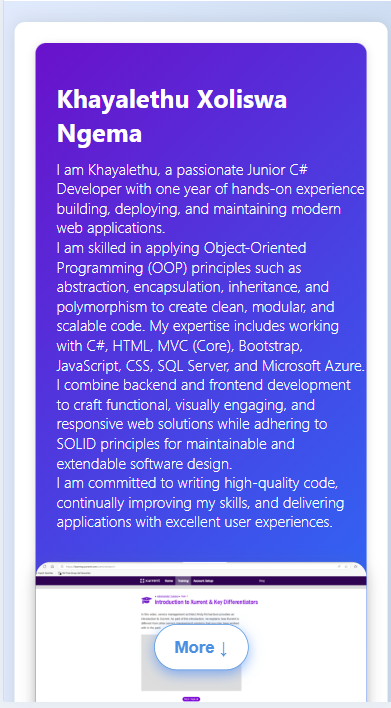 Khayalethu Xoliswa
Ngema
I am Khayalethu, a passionate Junior C#
Developer with one year of hands-on experience
building, deploying, and maintaining modern
web applications.
I am skilled in applying Object-Oriented
Programming (OOP) principles such as
abstraction, encapsulation, inheritance, and
polymorphism to create clean, modular, and
scalable code. My expertise includes working
with C#, HTML, MVC (Core), Bootstrap,
JavaScript, CSS, SQL Server, and Microsoft Azure.
I combine backend and frontend development
to craft functional, visually engaging, and
responsive web solutions while adhering to
SOLID principles for maintainable and
extendable software design.
I am committed to writing high-quality code,
continually improving my skills, and delivering
applications with excellent user experiences.
Home Training Account Setup
Introduction to Xurrent & Key Differentiators
More ↓